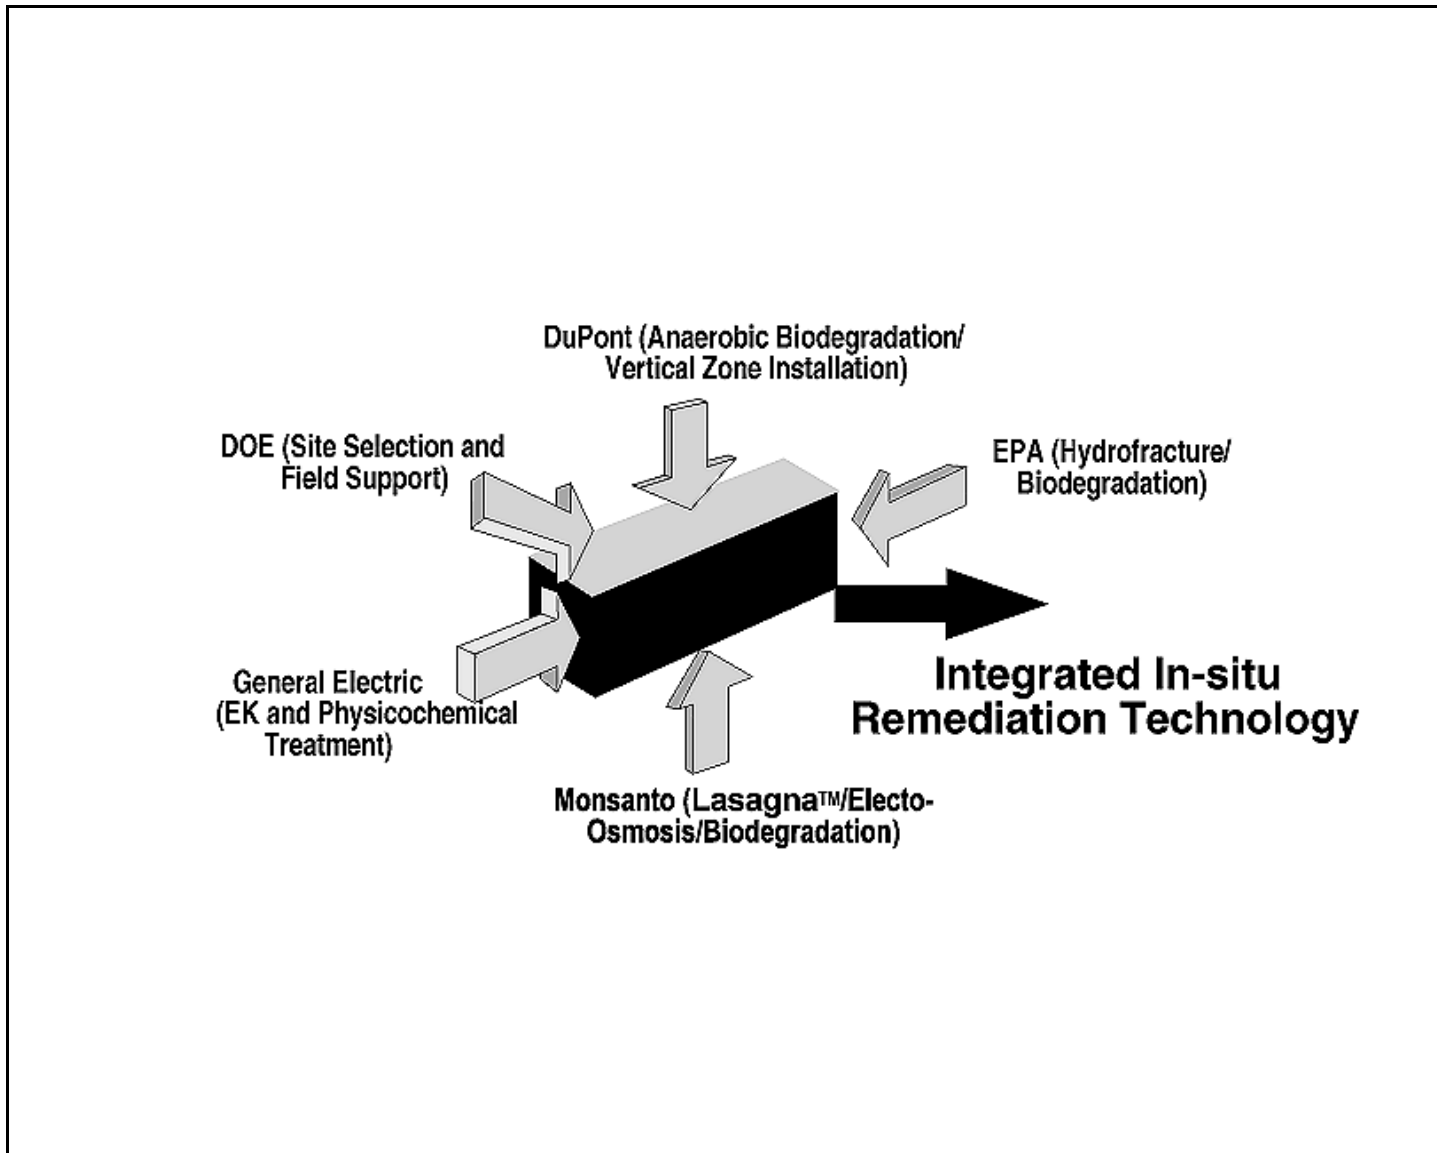 DuPont (Anaerobic Biodegradation/
Vertical Zone Installation)
DOE (Site Selection and
Field Support)
EPA (Hydrofracture/
Biodegradation)
General Electric
(EK and Physicochemical
Treatment)
Integrated In-situ
Remediation Technology
Monsanto (Lasagna™/Electo-
Osmosis/Biodegradation)